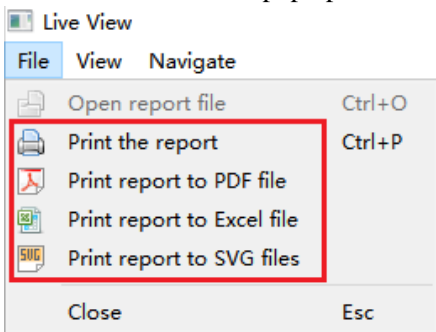 Live View
File View Navigate
Open report file Ctrl+O
Print the report Ctrl+P
Print report to PDF file
Print report to Excel file
SVG Print report to SVG files
Close Esc